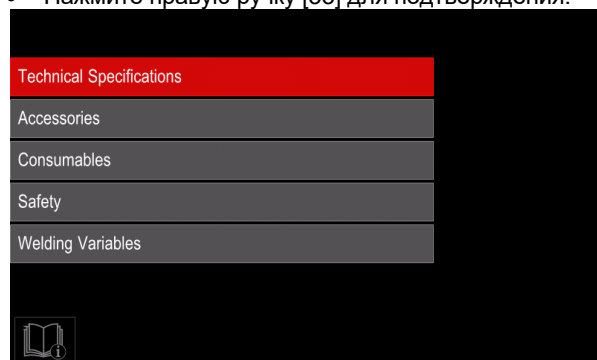 • Нажмите правую ручку для подтверждения.
Technical Specifications
Accessories
Consumables
Safety
Welding Variables